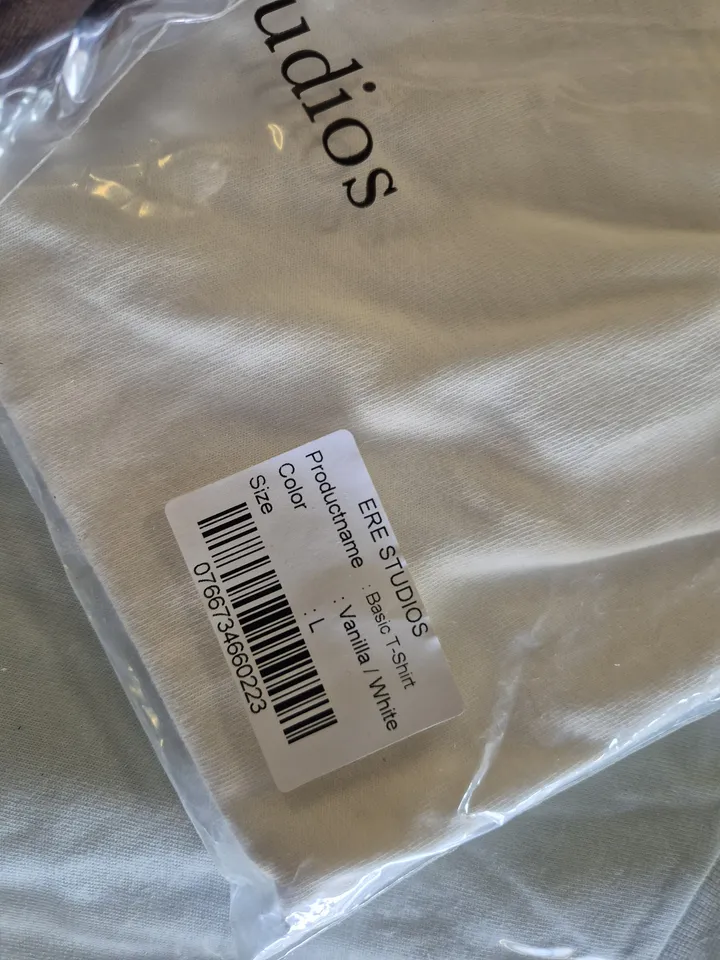 udios
ERE STUDIOS
Productname : Basic T-Shirt
Color : Vanilla / White
Size : L
0766734660223